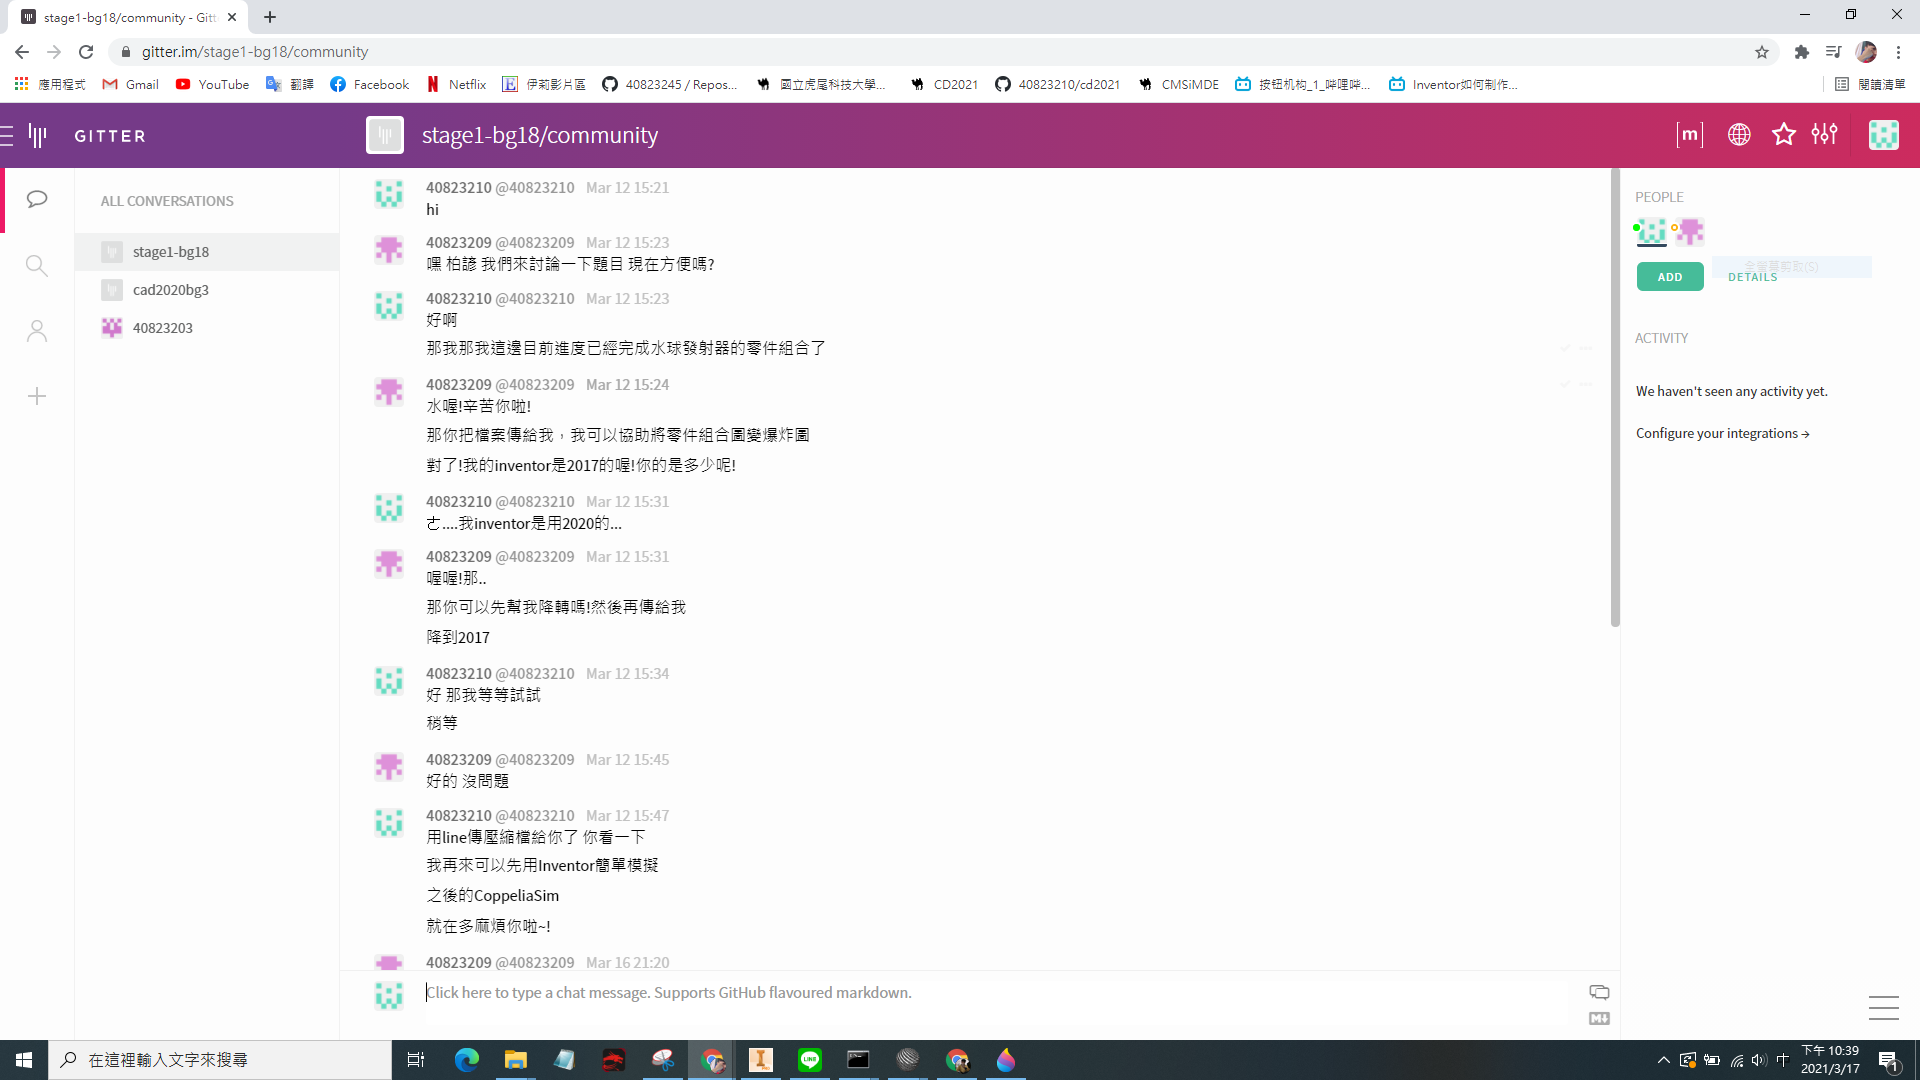 stage1-bg18/community - Gitt
gitter.im/stage1-bg18/community
應用程式
Gmail
YouTube
翻譯
Facebook
Netflix
伊莉影片區
40823245 / Repos...
國立虎尾科技大學...
CD2021
40823210/cd2021
CMSiMDE
按钮机构_1_哔哩哔...
Inventor如何制作...
閱讀清單
GITTER
stage1-bg18/community
[m]
ALL CONVERSATIONS
stage1-bg18
cad2020bg3
40823203
40823210 @40823210 Mar 12 15:21
hi
40823209 @40823209 Mar 12 15:23
嘿 柏諺 我們來討論一下題目 現在方便嗎?
40823210 @40823210 Mar 12 15:23
好啊
那我那我這邊目前進度已經完成水球發射器的零件組合了
40823209 @40823209 Mar 12 15:24
水喔!辛苦你啦!
那你把檔案傳給我，我可以協助將零件組合圖變爆炸圖
對了!我的inventor是2017的喔!你的是多少呢!
40823210 @40823210 Mar 12 15:31
ㄜ....我inventor是用2020的...
40823209 @40823209 Mar 12 15:31
喔喔!那..
那你可以先幫我降轉嗎!然後再傳給我
降到2017
40823210 @40823210 Mar 12 15:34
好 那我等等試試
稍等
40823209 @40823209 Mar 12 15:45
好的 沒問題
40823210 @40823210 Mar 12 15:47
用line傳壓縮檔給你了 你看一下
我再來可以先用Inventor簡單模擬
之後的CoppeliaSim
就在多麻煩你啦~!
40823209 @40823209 Mar 16 21:20
Click here to type a chat message. Supports GitHub flavoured markdown.
PEOPLE
全螢幕剪取(S)
ADD
DETAILS
ACTIVITY
We haven't seen any activity yet.
Configure your integrations →
在這裡輸入文字來搜尋
LINE
中
下午 10:39
2021/3/17
1